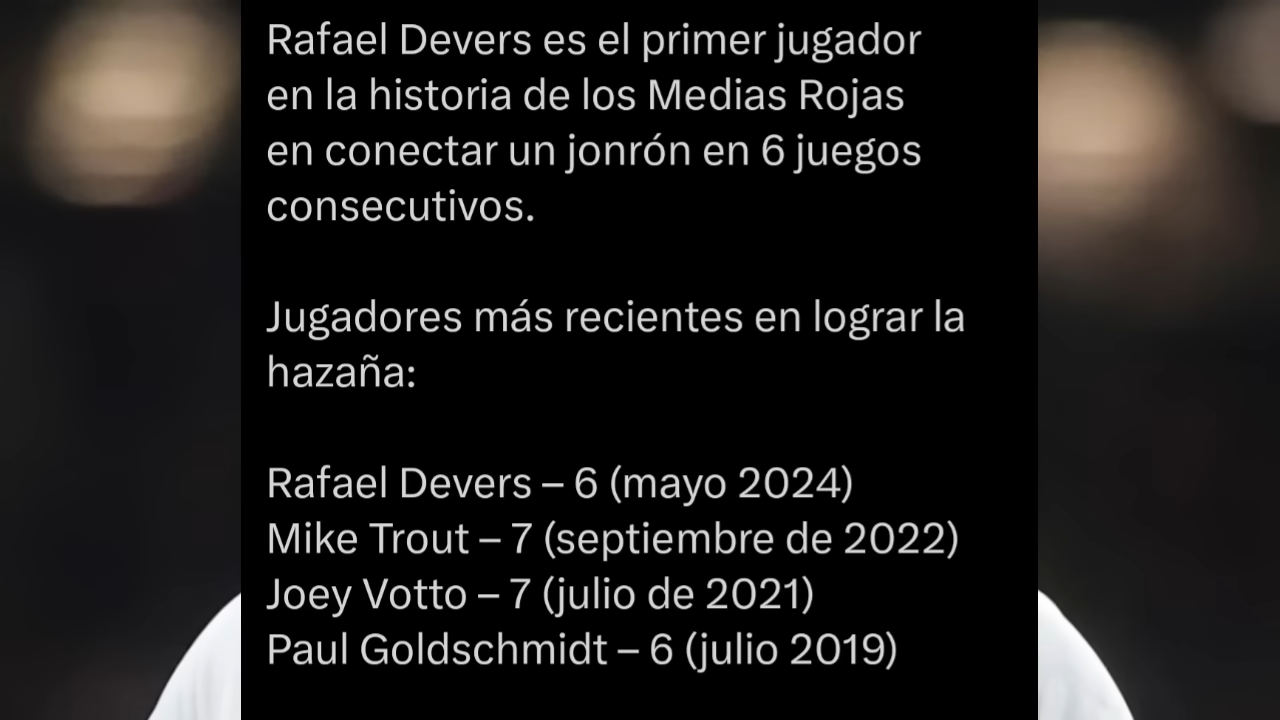 Rafael Devers es el primer jugador
en la historia de los Medias Rojas
en conectar un jonrón en 6 juegos
consecutivos.
Jugadores más recientes en lograr la
hazaña:
Rafael Devers – 6 (mayo 2024)
Mike Trout – 7 (septiembre de 2022)
Joey Votto – 7 (julio de 2021)
Paul Goldschmidt – 6 (julio 2019)